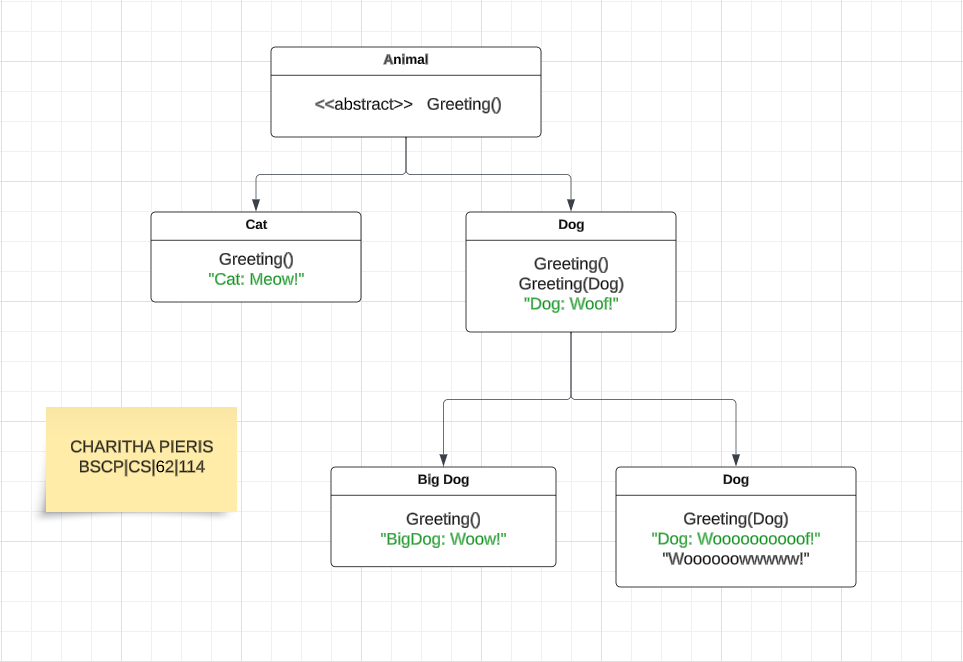 Animal
<<abstract>> Greeting()
Cat
Greeting()
"Cat: Meow!"
Dog
Greeting()
Greeting(Dog)
"Dog: Woof!"
CHARITHA PIERIS
BSCP|CS|62|114
Big Dog
Greeting()
"BigDog: Woow!"
Dog
Greeting(Dog)
"Dog: Woooooooooof!"
"Woooooowwwww!"